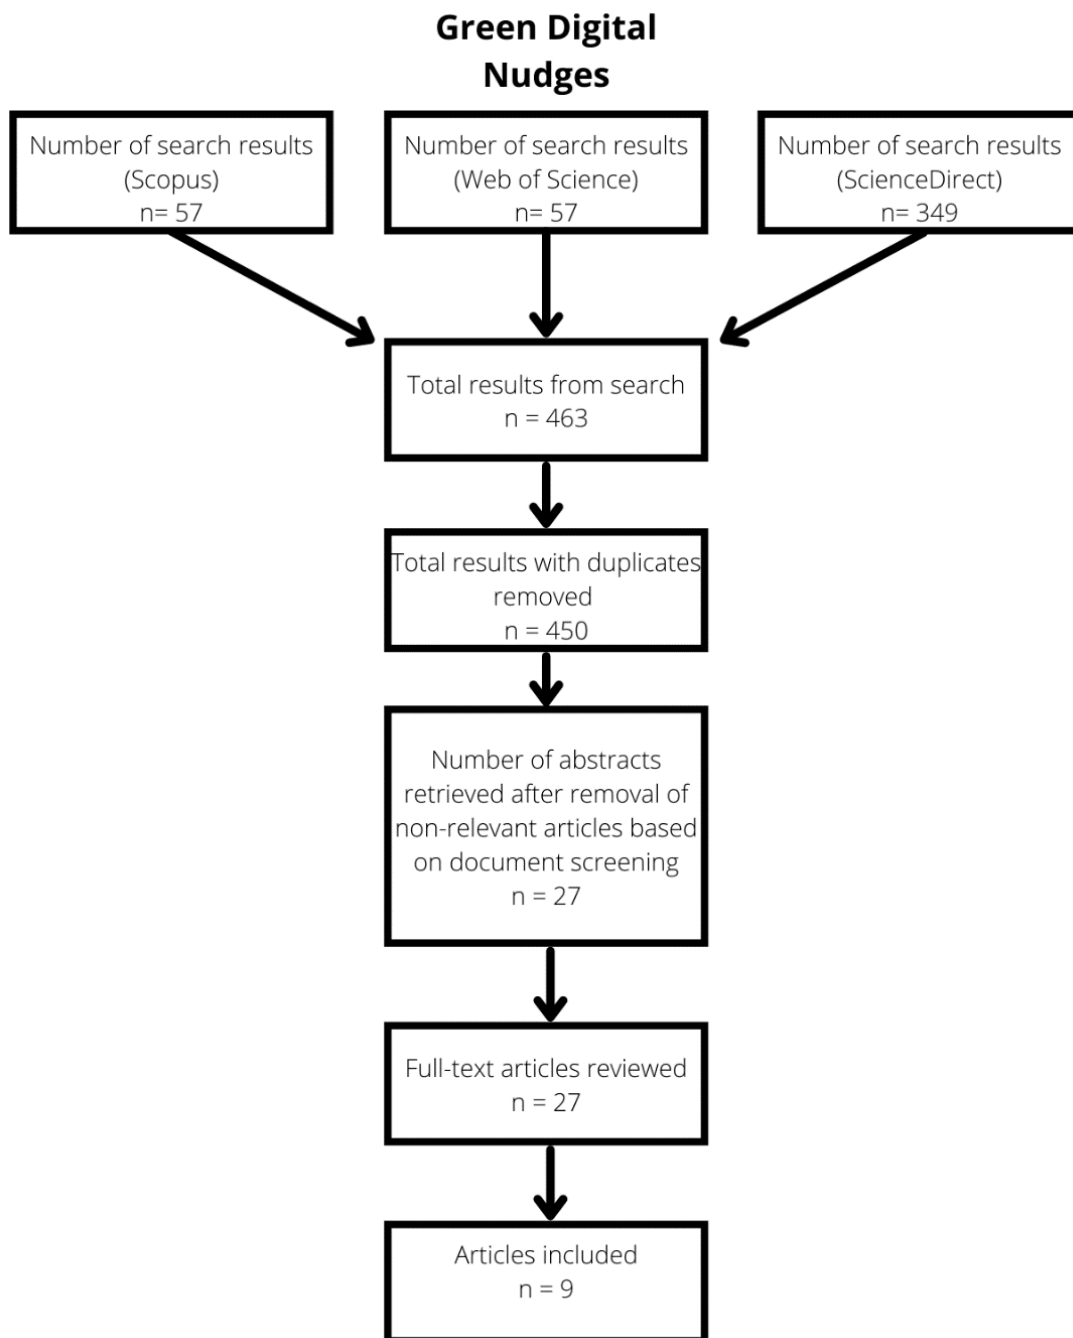 Green Digital
Nudges
Number of search results
(Scopus)
n= 57
Number of search results
(Web of Science)
n= 57
Number of search results
(ScienceDirect)
n= 349
Total results from search
n = 463
Total results with duplicates
removed
n = 450
Number of abstracts
retrieved after removal of
non-relevant articles based
on document screening
n = 27
Full-text articles reviewed
n = 27
Articles included
n = 9